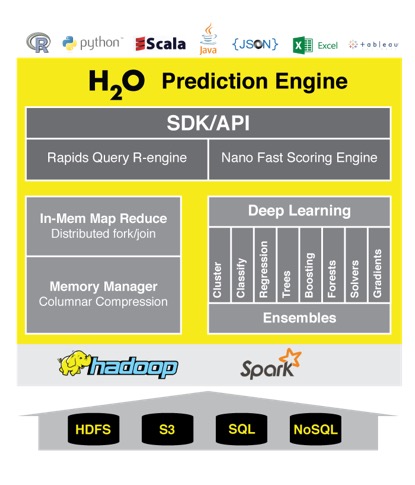 R python Scala Java {JSON} Excel +ableau
H2O Prediction Engine
SDK/API
Rapids Query R-engine
Nano Fast Scoring Engine
In-Mem Map Reduce
Distributed fork/join
Memory Manager
Columnar Compression
Deep Learning
Cluster
Classify
Regression
Trees
Boosting
Forests
Solvers
Gradients
Ensembles
hadoop
Spark
HDFS
S3
SQL
NoSQL